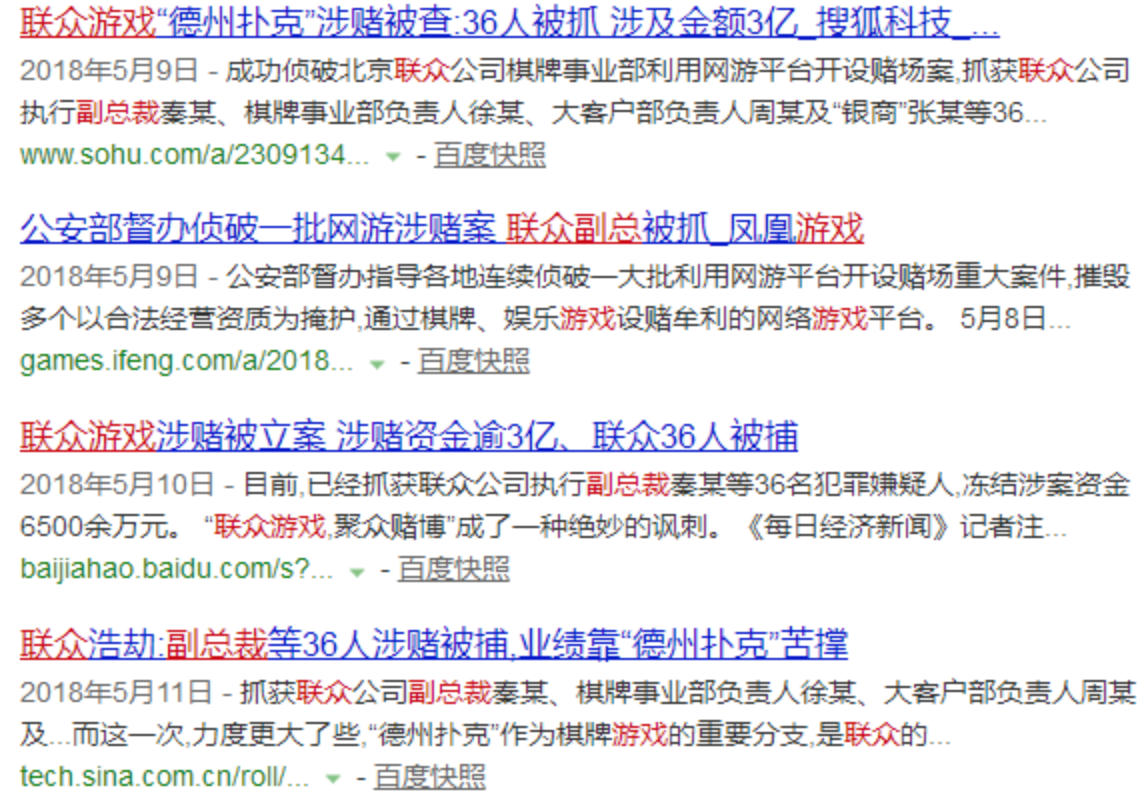 联众游戏“德州扑克”涉赌被查:36人被抓 涉及金额3亿_搜狐科技_...
2018年5月9日 - 成功侦破北京联众公司棋牌事业部利用网游平台开设赌场案,抓获联众公司
执行副总裁秦某、棋牌事业部负责人徐某、大客户部负责人周某及“银商”张某等36...
www.sohu.com/a/2309134... - 百度快照
公安部督办侦破一批网游涉赌案 联众副总被抓_凤凰游戏
2018年5月9日 - 公安部督办指导各地连续侦破一大批利用网游平台开设赌场重大案件,摧毁
多个以合法经营资质为掩护,通过棋牌、娱乐游戏设赌牟利的网络游戏平台。 5月8日...
games.ifeng.com/a/2018... - 百度快照
联众游戏涉赌被立案 涉赌资金逾3亿、联众36人被捕
2018年5月10日 - 目前,已经抓获联众公司执行副总裁秦某等36名犯罪嫌疑人,冻结涉案资金
6500余万元。 “联众游戏,聚众赌博”成了一种绝妙的讽刺。 《每日经济新闻》记者注...
baijiahao.baidu.com/s?... - 百度快照
联众浩劫:副总裁等36人涉赌被捕,业绩靠“德州扑克”苦撑
2018年5月11日 - 抓获联众公司副总裁秦某、棋牌事业部负责人徐某、大客户部负责人周某
及...而这一次,力度更大了些,“德州扑克”作为棋牌游戏的重要分支,是联众的...
tech.sina.com.cn/roll/... - 百度快照